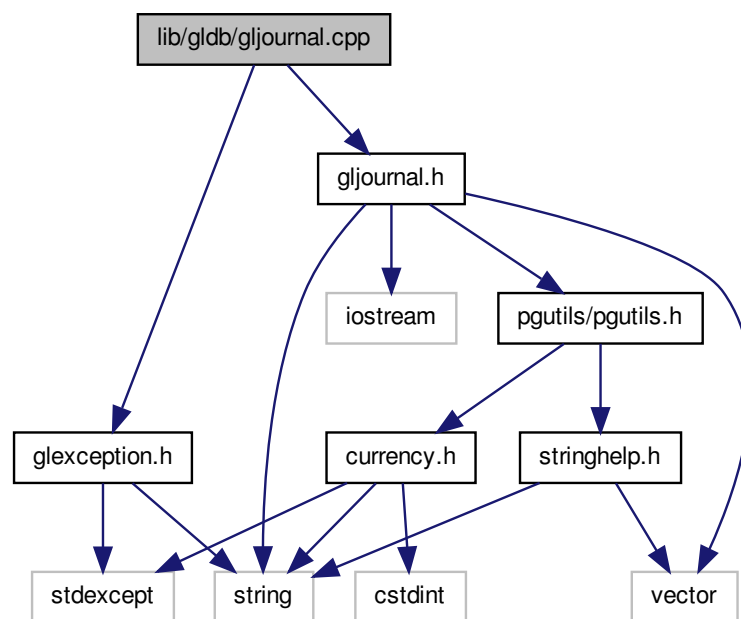 lib/gldb/gljournal.cpp
gljournal.h
iostream
pgutils/pgutils.h
glexception.h
currency.h
stringhelp.h
stdexcept
string
cstdint
vector